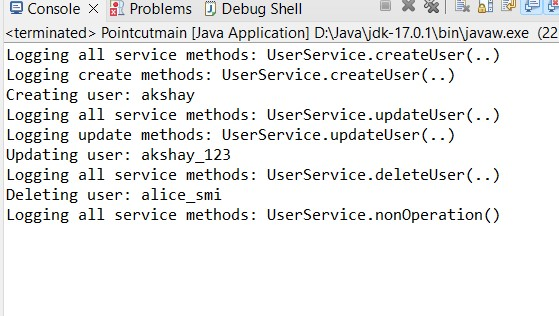 Console Problems Debug Shell
<terminated> Pointcutmain [Java Application] D:\Java\jdk-17.0.1\bin\javaw.exe (22
Logging all service methods: UserService.createUser(..)
Logging create methods: UserService.createUser(..)
Creating user: akshay
Logging all service methods: UserService.updateUser(..)
Logging update methods: UserService.updateUser(..)
Updating user: akshay_123
Logging all service methods: UserService.deleteUser(..)
Deleting user: alice_smi
Logging all service methods: UserService.nonOperation()